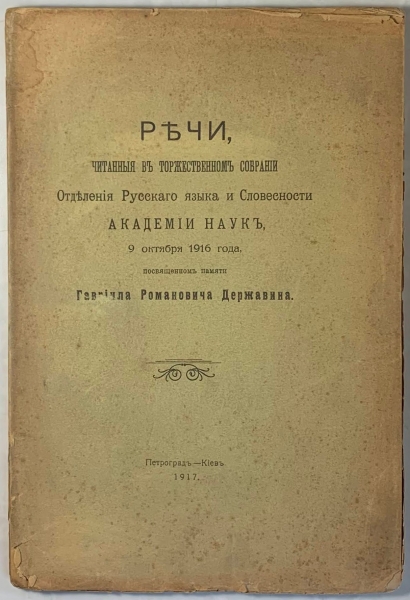 РѢЧИ,
ЧИТАННЫЯ ВЪ ТОРЖЕСТВЕННОМЪ СОБРАНІИ
Отдѣленія Русскаго языка и Словесности
АКАДЕМІИ НАУКЪ,
9 октября 1916 года,
посвященномъ памяти
Гавріила Романовича Державина.
Петроградъ.—Кіевъ
1917.